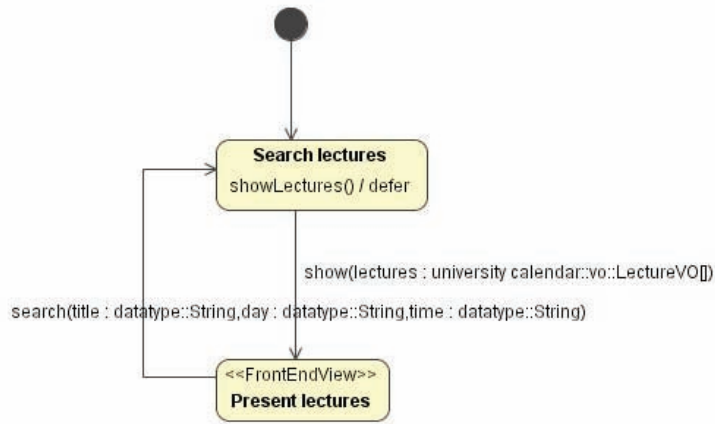 Search lectures
showLectures() / defer
show(lectures : university calendar::vo::LectureVO[])
search(title : datatype::String,day : datatype::String,time : datatype::String)
<<FrontEndView>>
Present lectures